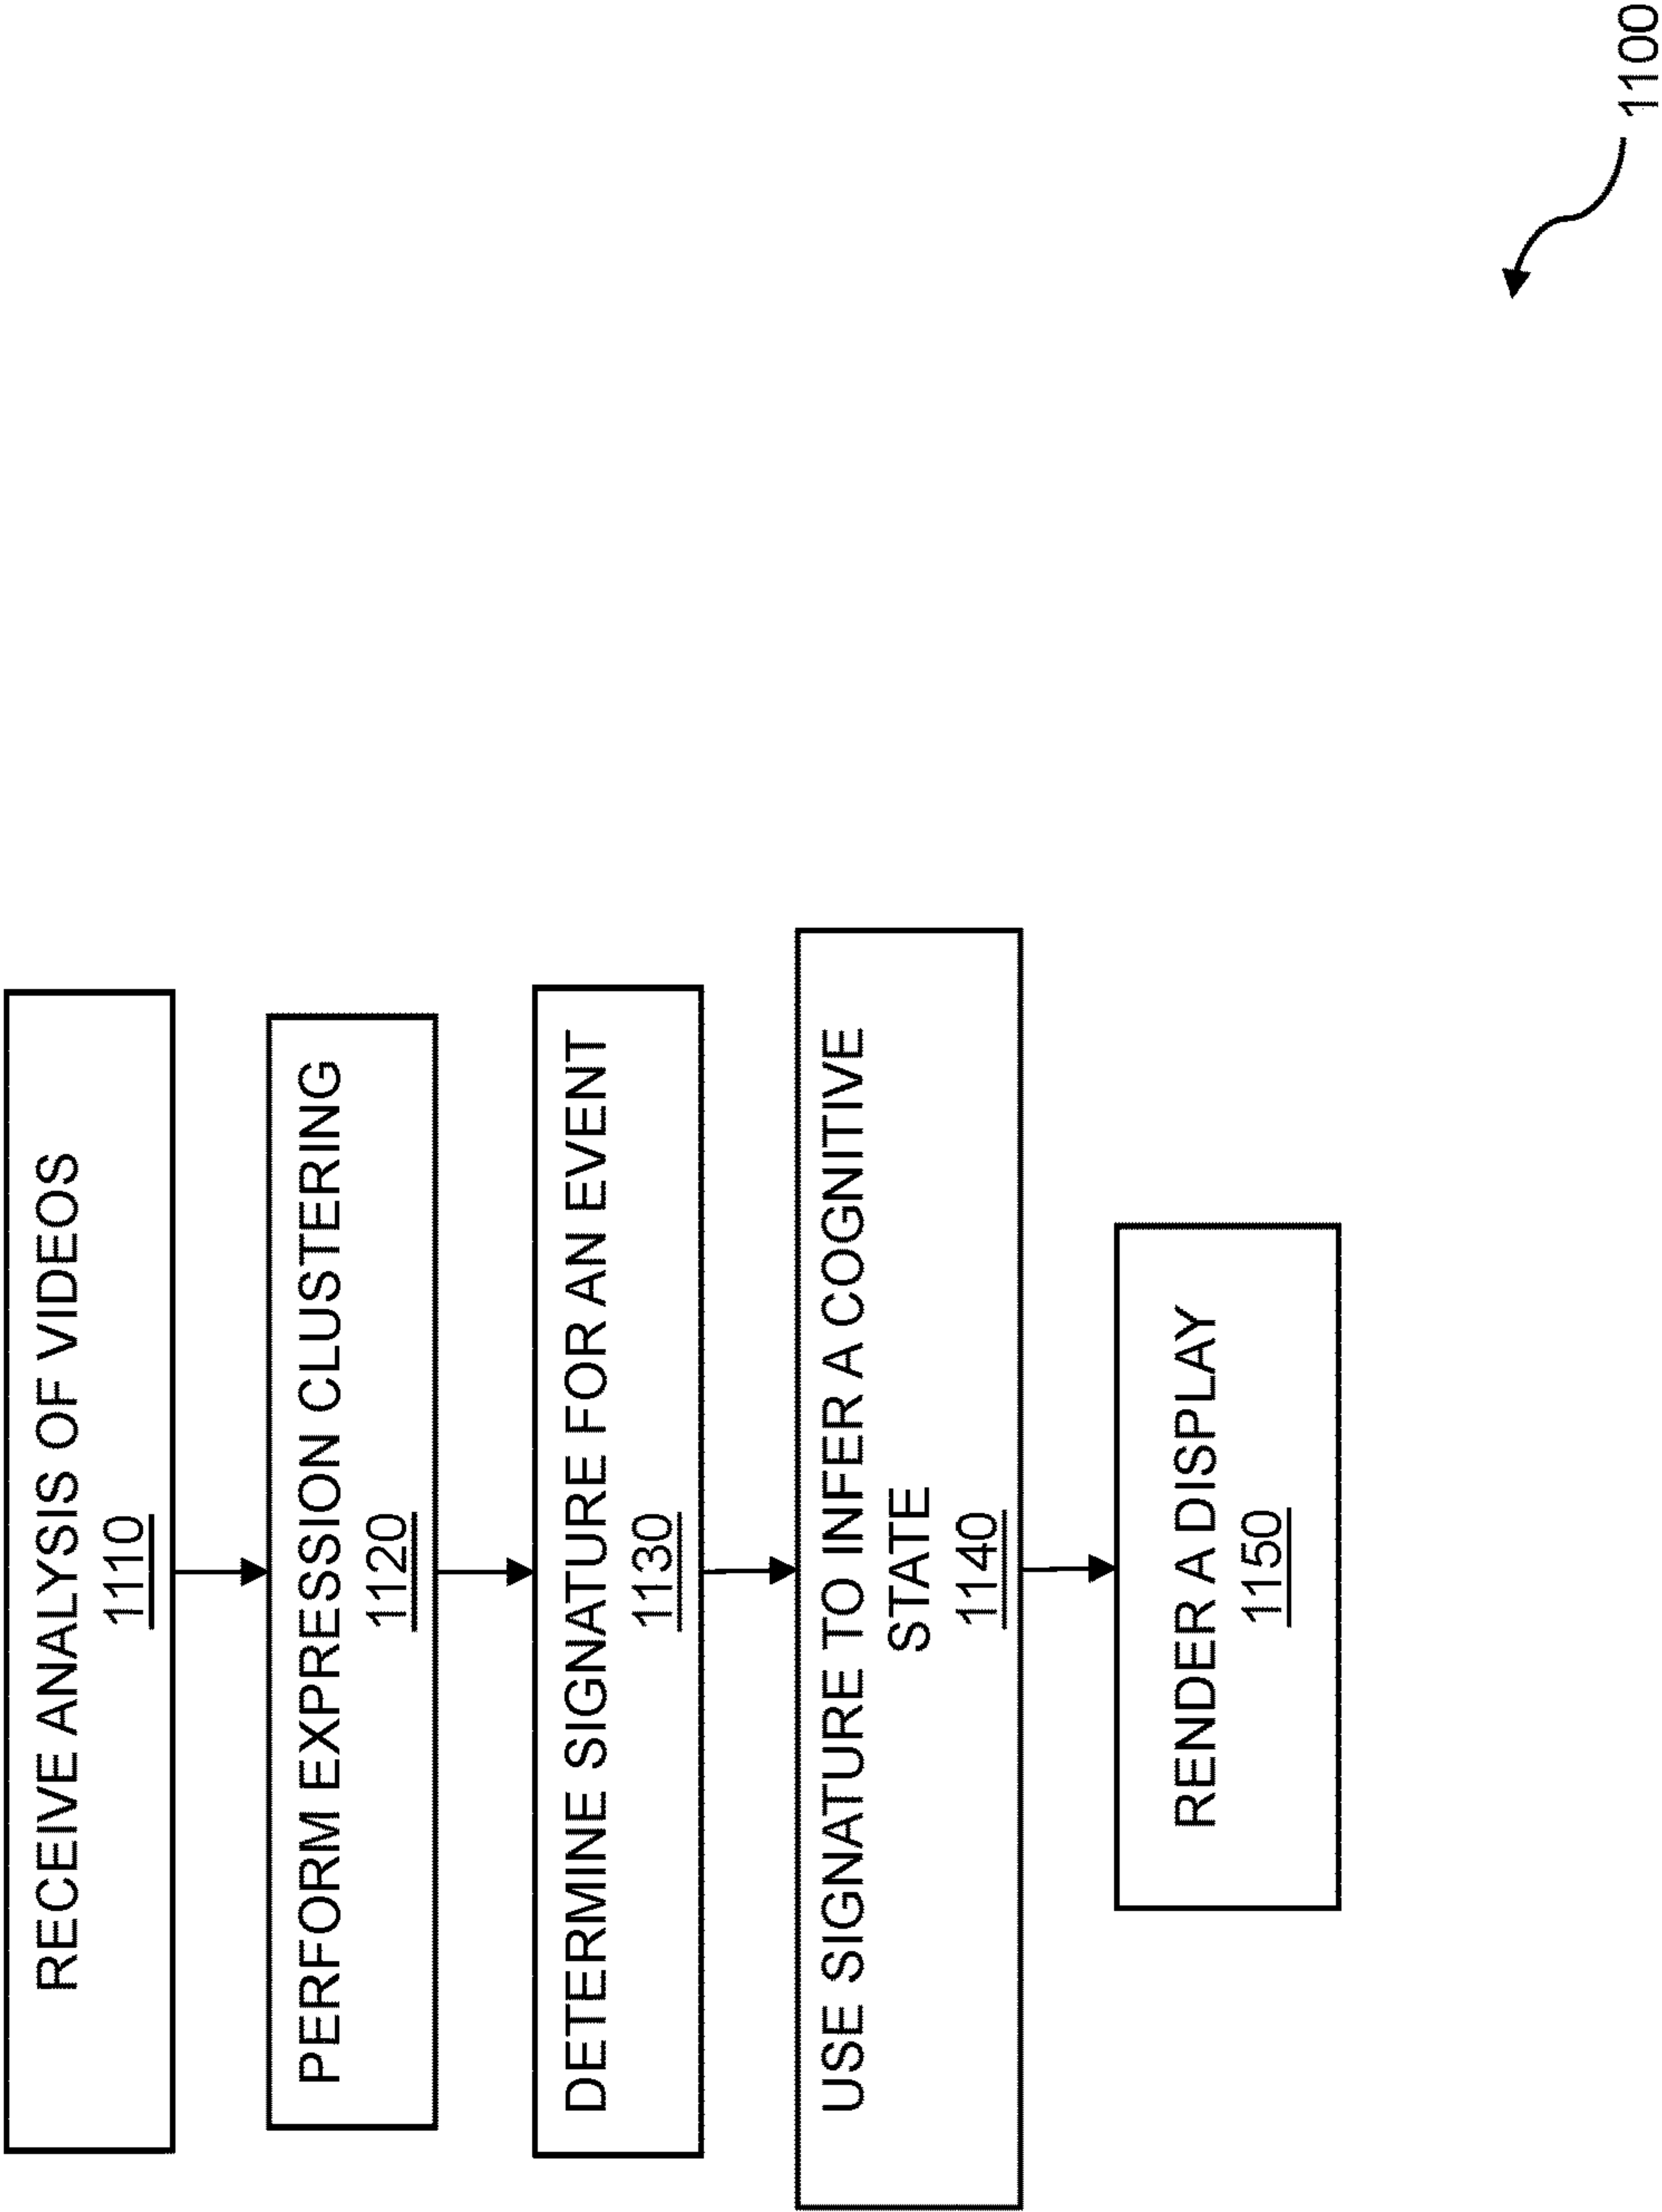 RECEIVE ANALYSIS OF VIDEOS
1110
PERFORM EXPRESSION CLUSTERING
1120
DETERMINE SIGNATURE FOR AN EVENT
1130
USE SIGNATURE TO INFER A COGNITIVE
STATE
1140
RENDER A DISPLAY
1150
1100